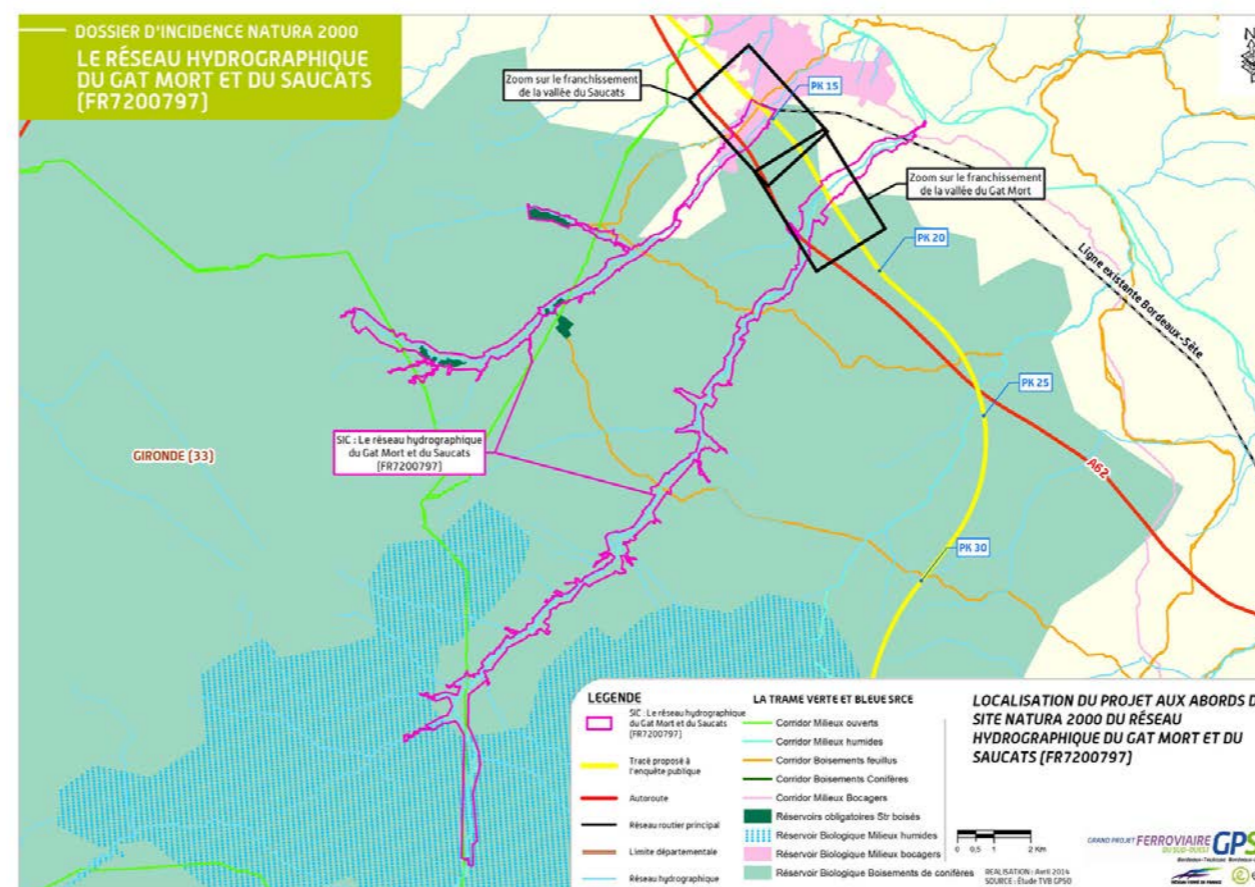 DOSSIER D'INCIDENCE NATURA 2000
LE RÉSEAU HYDROGRAPHIQUE
DU GAT MORT ET DU SAUCATS
(FR7200797)
N
Zoom sur le franchissement
de la vallée du Saucats
PK 15
Zoom sur le franchissement
de la vallée du Gat Mort
PK 20
Ligne existante Bordeaux-Sète
PK 25
SIC : Le réseau hydrographique
du Gat Mort et du Saucats
(FR7200797)
GIRONDE (33)
A62
PK 30
LEGENDE
SIC : Le réseau hydrographique
du Gat Mort et du Saucats
(FR7200797)
Tracé proposé à
l'enquête publique
Autoroute
Réseau routier principal
Limite départementale
Réseau hydrographique
LA TRAME VERTE ET BLEUE SRCE
Corridor Milieux ouverts
Corridor Milieux humides
Corridor Boisements feuillus
Corridor Boisements Conifères
Corridor Milieux Bocagers
Réservoirs obligatoires Str boisés
Réservoir Biologique Milieux humides
Réservoir Biologique Milieux bocagers
Réservoir Biologique Boisements de conifères
LOCALISATION DU PROJET AUX ABORDS D
SITE NATURA 2000 DU RÉSEAU
HYDROGRAPHIQUE DU GAT MORT ET DU
SAUCATS (FR7200797)
0 0,5 1 2 Km
REALISATION : Avril 2014
SOURCE : Étude TVB GPSO
GRAND PROJET FERROVIAIRE DU SUD-OUEST GPS